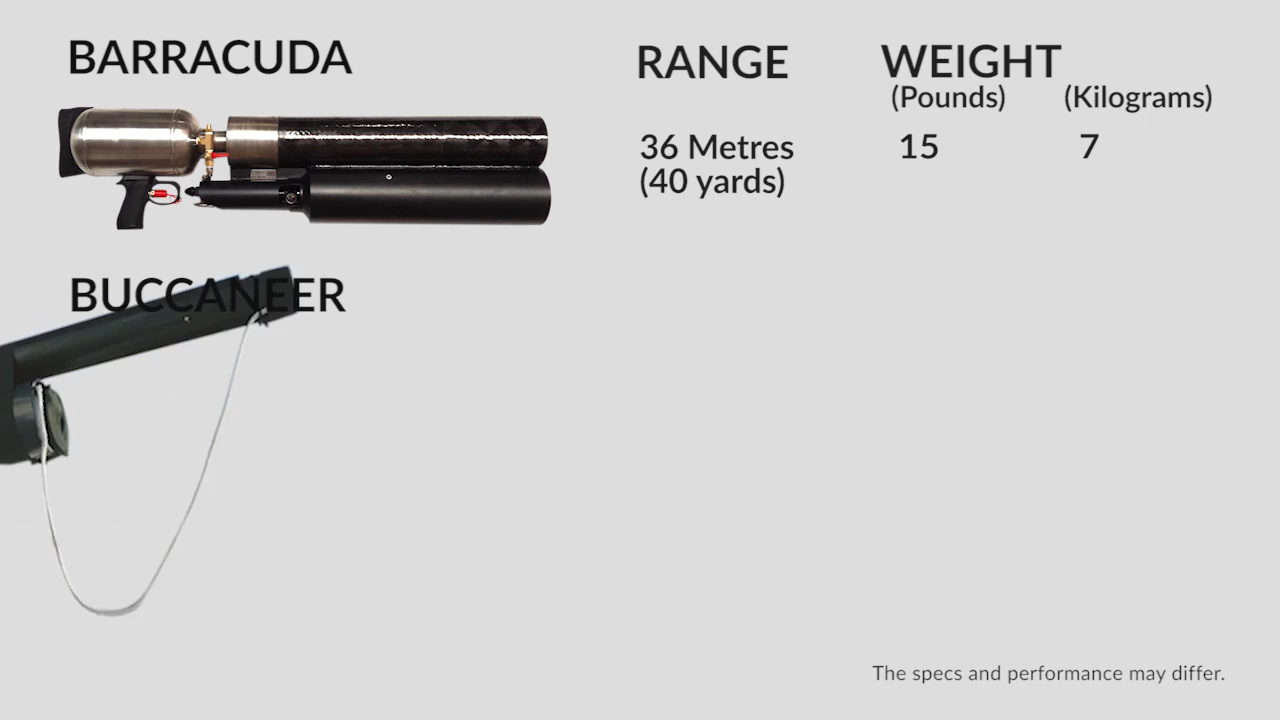 BARRACUDA
RANGE
WEIGHT
(Pounds)
(Kilograms)
36 Metres
(40 yards)
15
7
BUCCANEER
The specs and performance may differ.